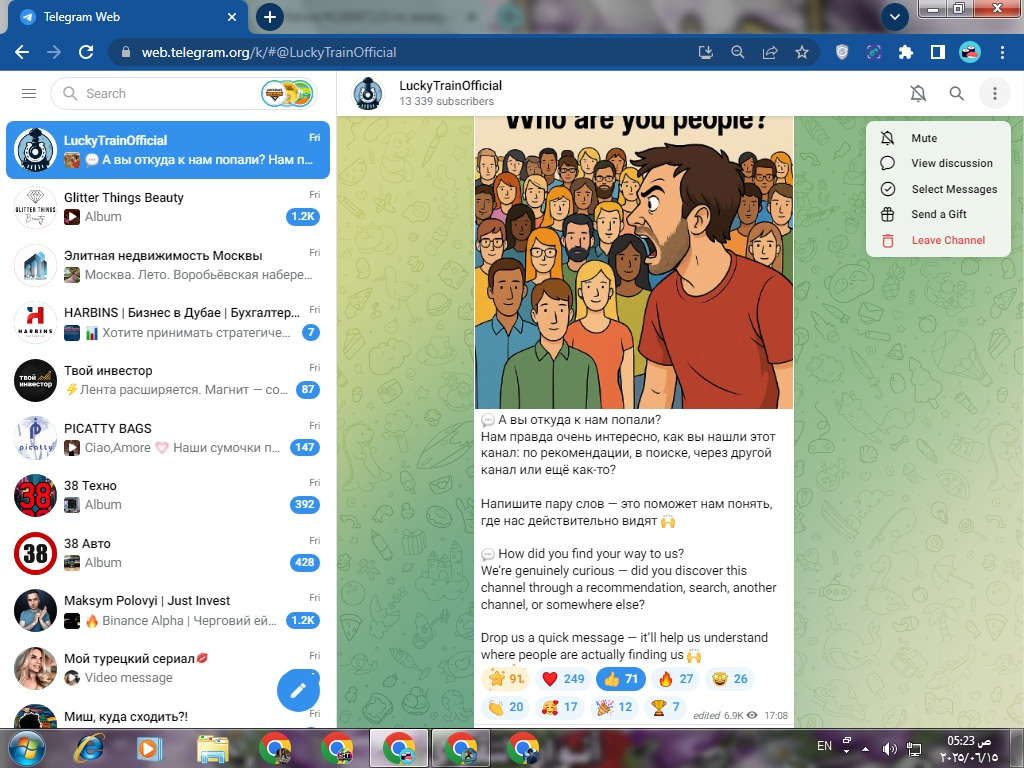 Telegram Web
web.telegram.org/k/#@LuckyTrainOfficial
Search
LuckyTrainOfficial
13 339 subscribers
LuckyTrainOfficial
Fri
💬 А вы откуда к нам попали? Нам п...
Glitter Things Beauty
Fri
Album
1.2K
Элитная недвижимость Москвы
Fri
Москва. Лето. Воробьёвская набере...
HARBINS | Бизнес в Дубае | Бухгалтер...
Fri
📊 Хотите принимать стратегиче...
7
Твой инвестор
Fri
⚡Лента расширяется. Магнит — со...
87
PICATTY BAGS
Fri
Ciao,Amore 🩷 Наши сумочки п...
147
38 Техно
Fri
Album
392
38 Авто
Fri
Album
428
Maksym Polovyi | Just Invest
Fri
🔥 Binance Alpha | Черговий ей...
1.2K
Мой турецкий сериал💋
Fri
Video message
Миш, куда сходить?!
Fri
GLITTER THINGS
Beauty
HARBINS
ТВОЙ ИНВЕСТОР
picatty
38
38
Who are you people?
💬 А вы откуда к нам попали?
Нам правда очень интересно, как вы нашли этот
канал: по рекомендации, в поиске, через другой
канал или ещё как-то?
Напишите пару слов — это поможет нам понять,
где нас действительно видят 🙌
💬 How did you find your way to us?
We're genuinely curious — did you discover this
channel through a recommendation, search, another
channel, or somewhere else?
Drop us a quick message — it'll help us understand
where people are actually finding us 🙌
91
249
71
27
26
20
17
12
7
edited 6.9K 17:08
Mute
View discussion
Select Messages
Send a Gift
Leave Channel
EN
05:23 ص
٢٠٢٥/٠٦/١٥